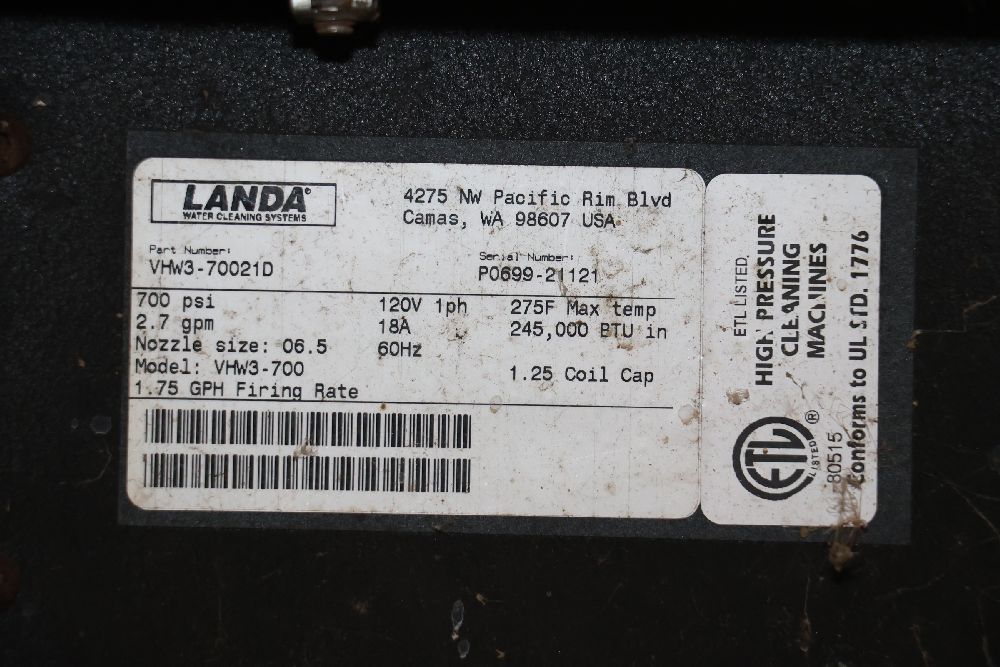 LANDA®
WATER CLEANING SYSTEMS
4275 NW Pacific Rim Blvd
Camas, WA 98607 USA
Part Number:
VHW3-70021D
Serial Number:
P0699-21121
700 psi
2.7 gpm
Nozzle size: 06.5
Model: VHW3-700
1.75 GPH Firing Rate
120V 1ph
18A
60Hz
275F Max temp
245,000 BTU in
1.25 Coil Cap
ETL LISTED
HIGH PRESSURE
CLEANING
MACHINES
ETL
LISTED
®
80515
Conforms to UL STD. 1776